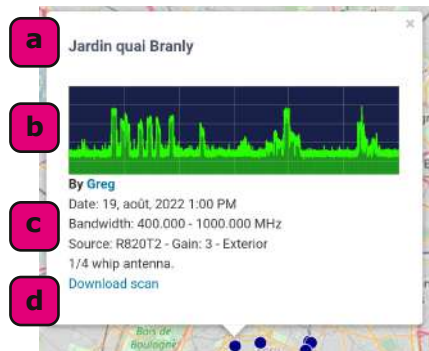 a
×
Jardin quai Branly
b
By Greg
Date: 19, août, 2022 1:00 PM
c
Bandwidth: 400.000 - 1000.000 MHz
Source: R820T2 - Gain: 3 - Exterior
1/4 whip antenna.
d
Download scan
Bois de
Boulogne